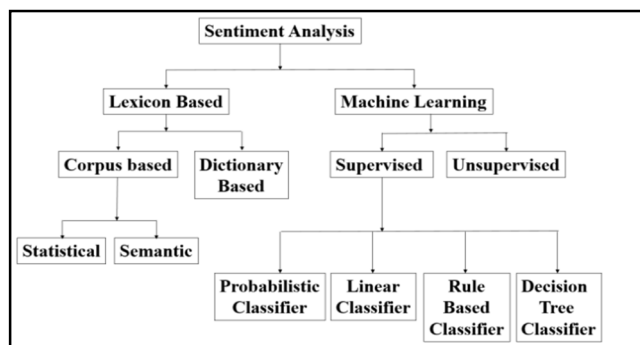 Sentiment Analysis
Lexicon Based
Machine Learning
Corpus based
Dictionary
Based
Supervised
Unsupervised
Statistical
Semantic
Probabilistic
Classifier
Linear
Classifier
Rule
Based
Classifier
Decision
Tree
Classifier